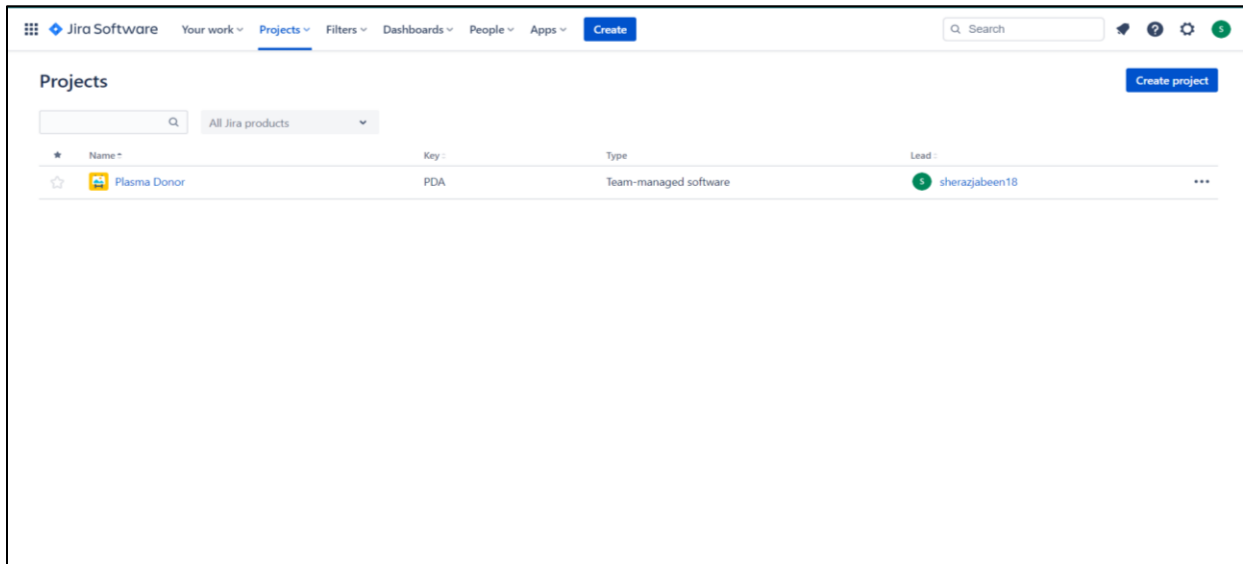 Jira Software Your work Projects Filters Dashboards People Apps Create Search S
Projects Create project
All Jira products
Name Key Type Lead
Plasma Donor PDA Team-managed software S sherazjabeen18